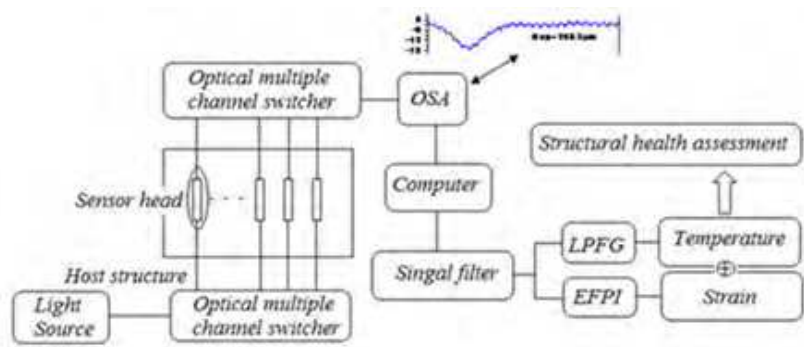 Optical multiple
channel switcher
OSA
Structural health assessment
Computer
Sensor head
LPFG
Temperature
Singal filter
Host structure
EFPI
Strain
Light
Source
Optical multiple
channel switcher